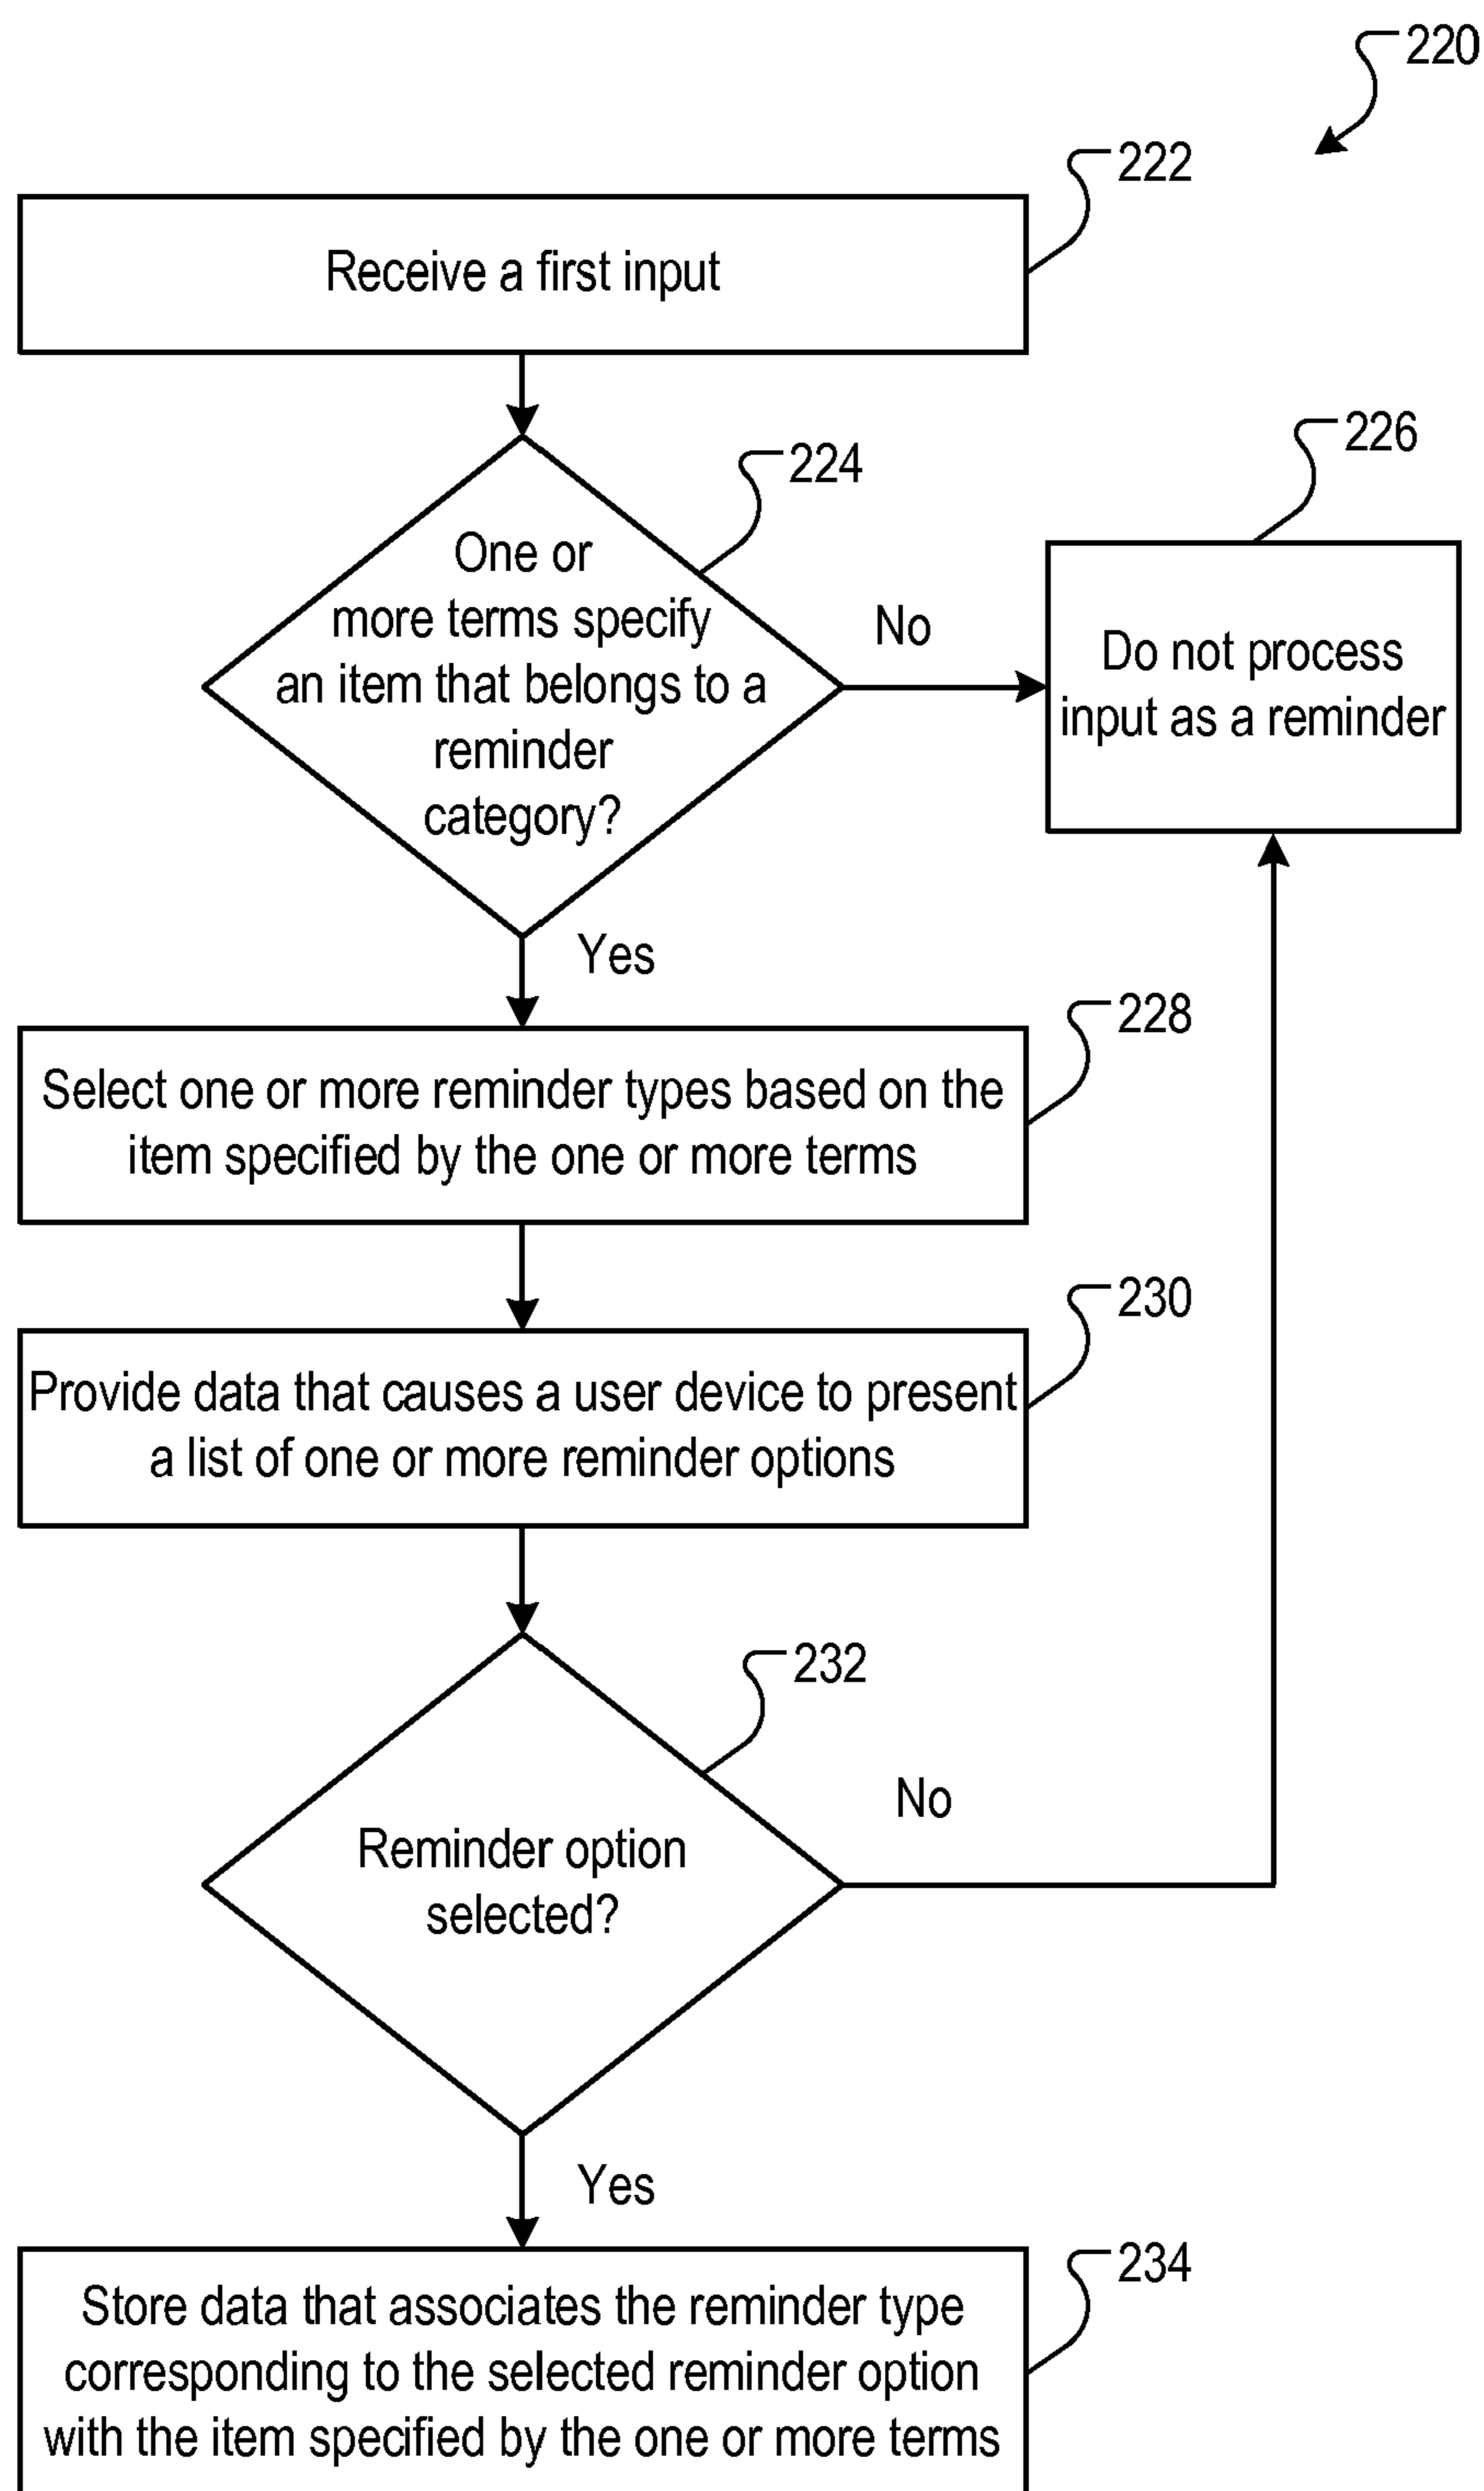 220
222
Receive a first input
224
One or
more terms specify
an item that belongs to a
reminder
category?
No
226
Do not process
input as a reminder
Yes
228
Select one or more reminder types based on the
item specified by the one or more terms
230
Provide data that causes a user device to present
a list of one or more reminder options
232
Reminder option
selected?
No
Yes
234
Store data that associates the reminder type
corresponding to the selected reminder option
with the item specified by the one or more terms